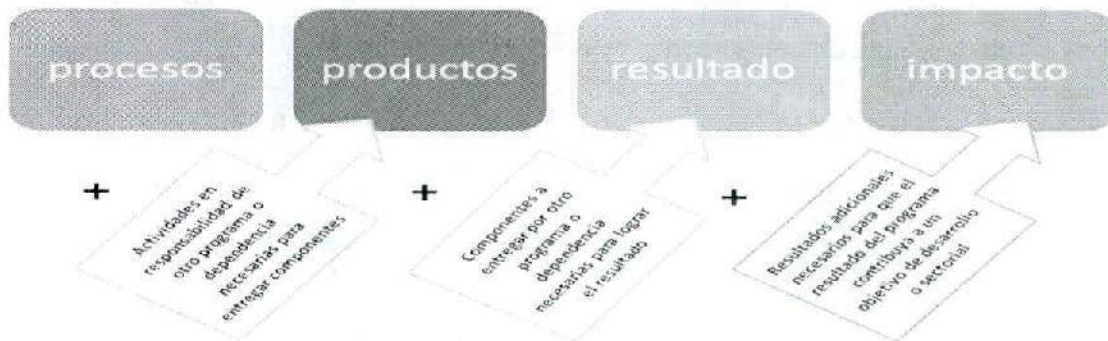 procesos
productos
resultado
impacto
+
Actividades en
responsabilidad de
otro programa o
dependencia
necesarias para
entregar componentes
+
Componentes a
entregar por otro
programa o
dependencia
necesarias para lograr
el resultado
+
Resultados adicionales
necesarios para que el
resultado del programa
contribuya a un
objetivo de desarrollo
o sectorial